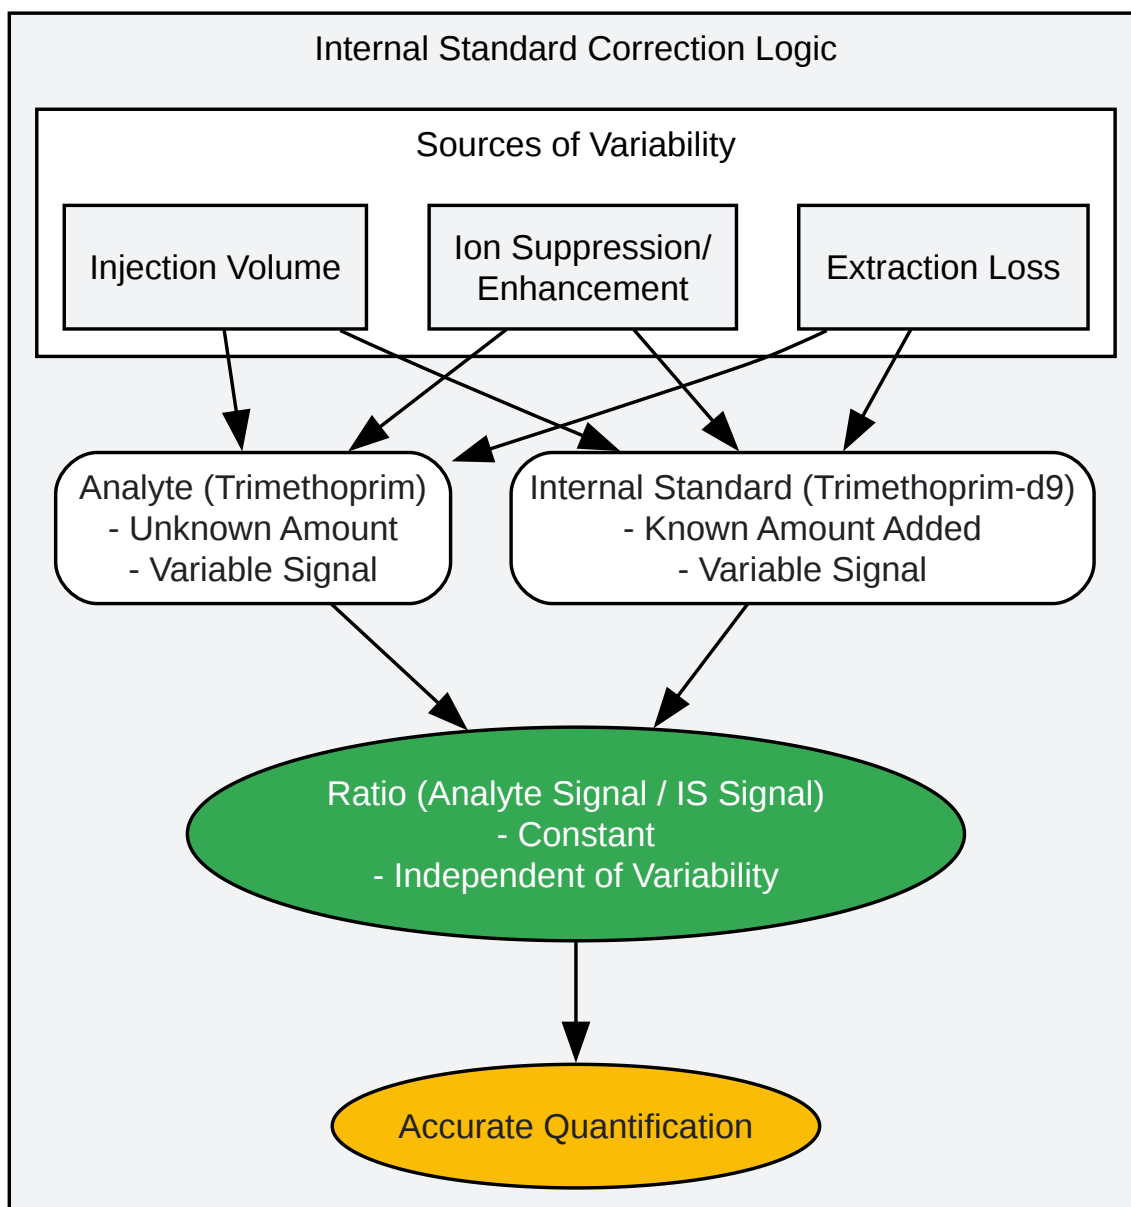 Internal Standard Correction Logic
Sources of Variability
Injection Volume
Ion Suppression/
Enhancement
Extraction Loss
Analyte (Trimethoprim)
- Unknown Amount
- Variable Signal
Internal Standard (Trimethoprim-d9)
- Known Amount Added
- Variable Signal
Ratio (Analyte Signal / IS Signal)
- Constant
- Independent of Variability
Accurate Quantification